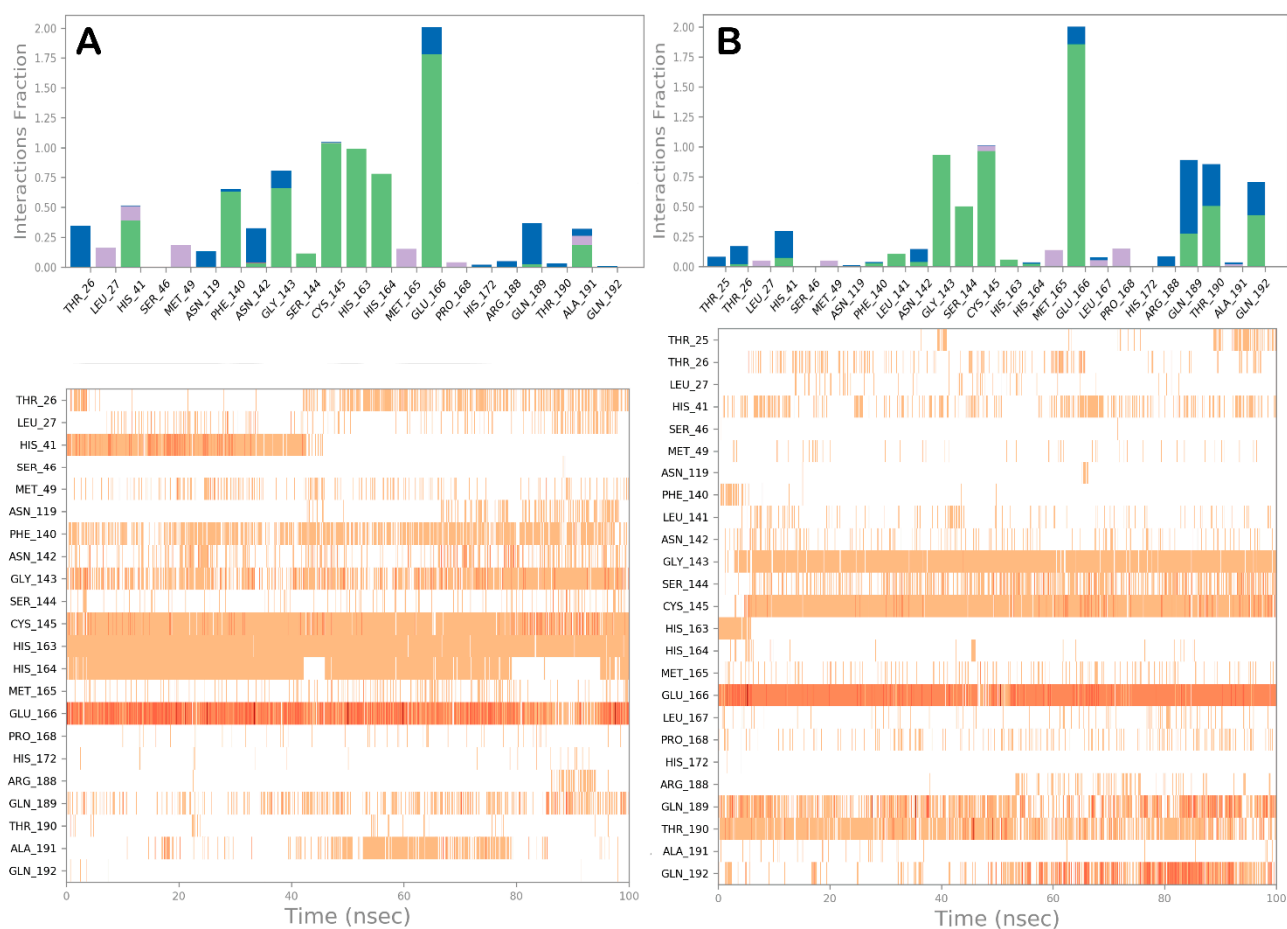 A
Interactions Fraction
2.00
1.75
1.50
1.25
1.00
0.75
0.50
0.25
0.00
THR_26
LEU_27
HIS_41
SER_46
MET_49
ASN_119
PHE_140
ASN_142
GLY_143
SER_144
CYS_145
HIS_163
HIS_164
MET_165
GLU_166
PRO_168
HIS_172
ARG_188
GLN_189
THR_190
ALA_191
GLN_192
B
Interactions Fraction
2.00
1.75
1.50
1.25
1.00
0.75
0.50
0.25
0.00
THR_25
THR_26
LEU_27
HIS_41
SER_46
MET_49
ASN_119
PHE_140
LEU_141
ASN_142
GLY_143
SER_144
CYS_145
HIS_163
HIS_164
MET_165
GLU_166
LEU_167
PRO_168
HIS_172
ARG_188
GLN_189
THR_190
ALA_191
GLN_192
THR_26
LEU_27
HIS_41
SER_46
MET_49
ASN_119
PHE_140
ASN_142
GLY_143
SER_144
CYS_145
HIS_163
HIS_164
MET_165
GLU_166
PRO_168
HIS_172
ARG_188
GLN_189
THR_190
ALA_191
GLN_192
0 20 40 60 80 100
Time (nsec)
THR_25
THR_26
LEU_27
HIS_41
SER_46
MET_49
ASN_119
PHE_140
LEU_141
ASN_142
GLY_143
SER_144
CYS_145
HIS_163
HIS_164
MET_165
GLU_166
LEU_167
PRO_168
HIS_172
ARG_188
GLN_189
THR_190
ALA_191
GLN_192
0 20 40 60 80 100
Time (nsec)